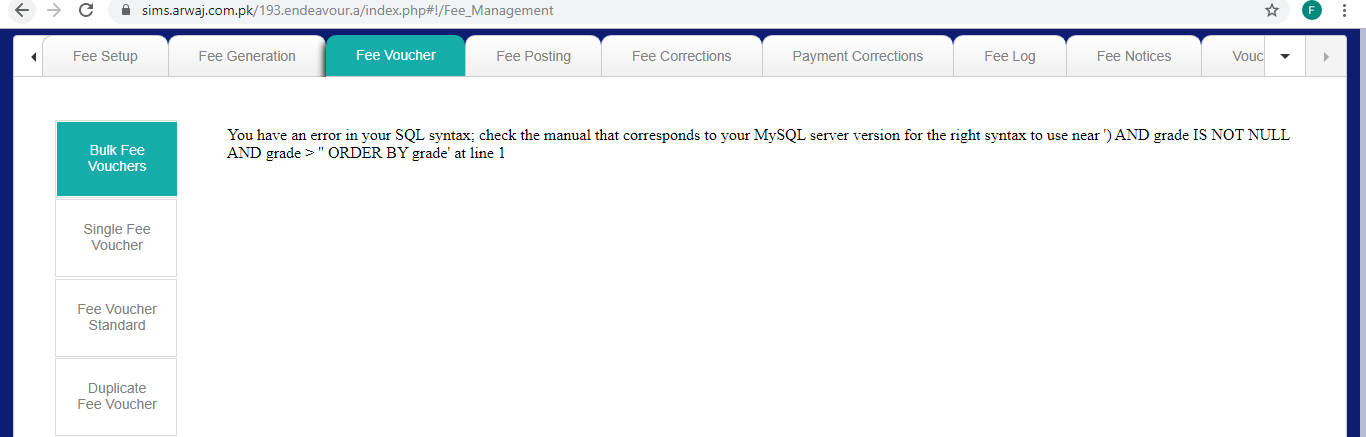 sims.arwaj.com.pk/193.endeavour.a/index.php#!/Fee_Management
F
Fee Setup
Fee Generation
Fee Voucher
Fee Posting
Fee Corrections
Payment Corrections
Fee Log
Fee Notices
Vouc
Bulk Fee
Vouchers
Single Fee
Voucher
Fee Voucher
Standard
Duplicate
Fee Voucher
You have an error in your SQL syntax; check the manual that corresponds to your MySQL server version for the right syntax to use near ') AND grade IS NOT NULL
AND grade > '' ORDER BY grade' at line 1